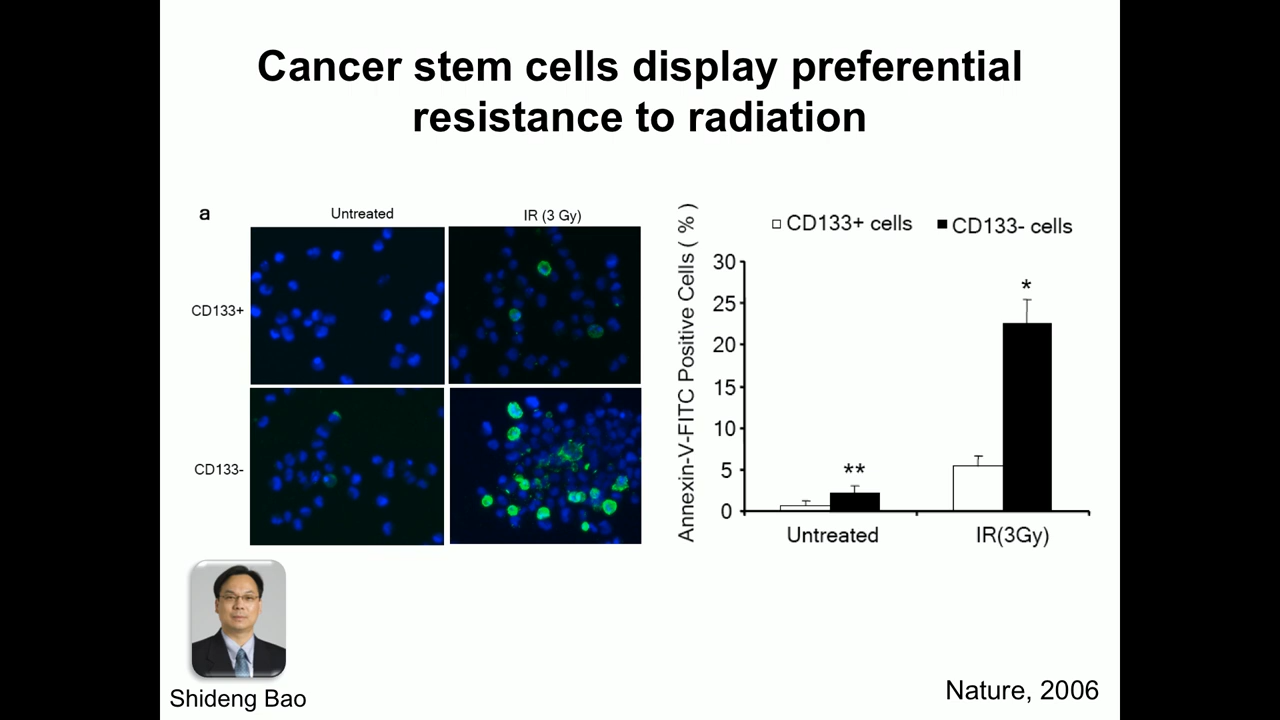 Cancer stem cells display preferential
resistance to radiation
a
Untreated
IR (3 Gy)
CD133+
CD133-
Annexin-V-FITC Positive Cells ( % )
CD133+ cells
CD133- cells
30
25
20
15
10
5
0
**
*
Untreated
IR(3Gy)
Shideng Bao
Nature, 2006